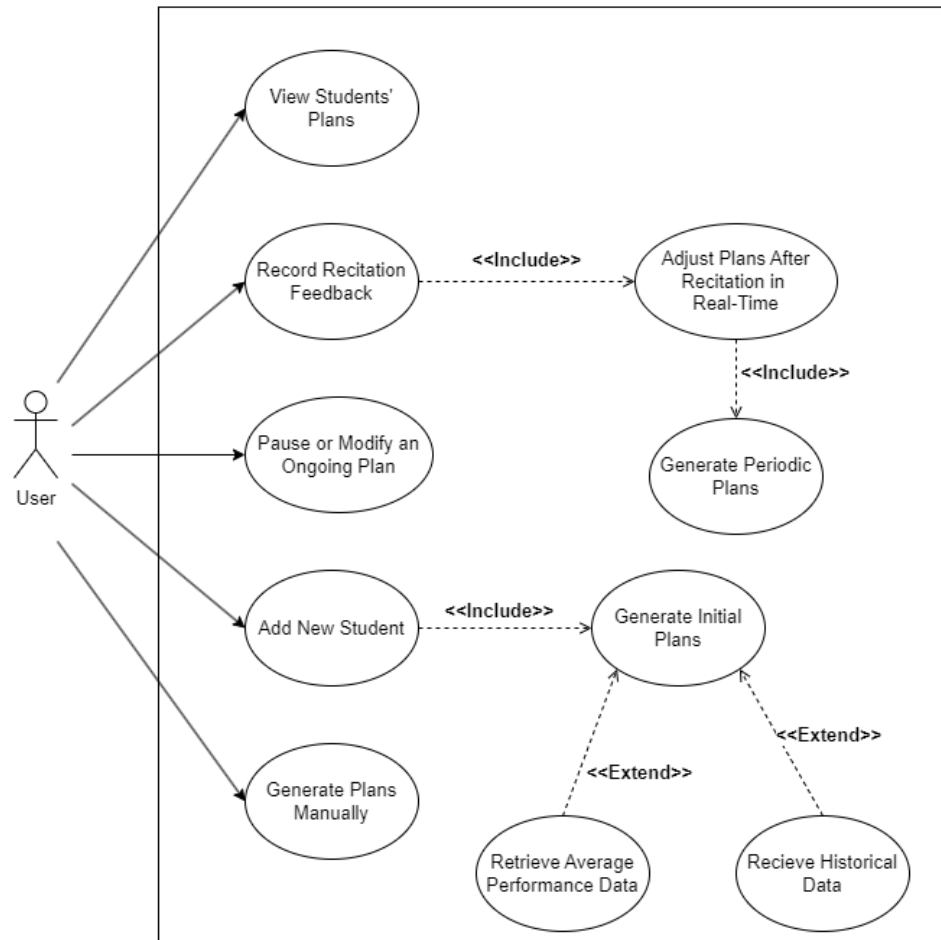 View Students'
Plans
Record Recitation
Feedback
<<Include>>
Adjust Plans After
Recitation in
Real-Time
<<Include>>
Pause or Modify an
Ongoing Plan
Generate Periodic
Plans
User
Add New Student
<<Include>>
Generate Initial
Plans
<<Extend>>
<<Extend>>
Generate Plans
Manually
Retrieve Average
Performance Data
Recieve Historical
Data